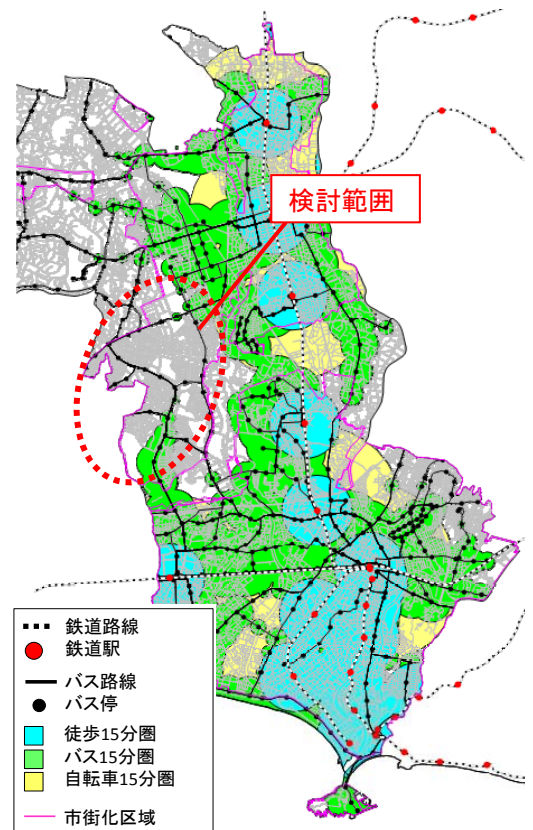 検討範囲
鉄道路線
鉄道駅
バス路線
バス停
徒歩15分圏
バス15分圏
自転車15分圏
市街化区域